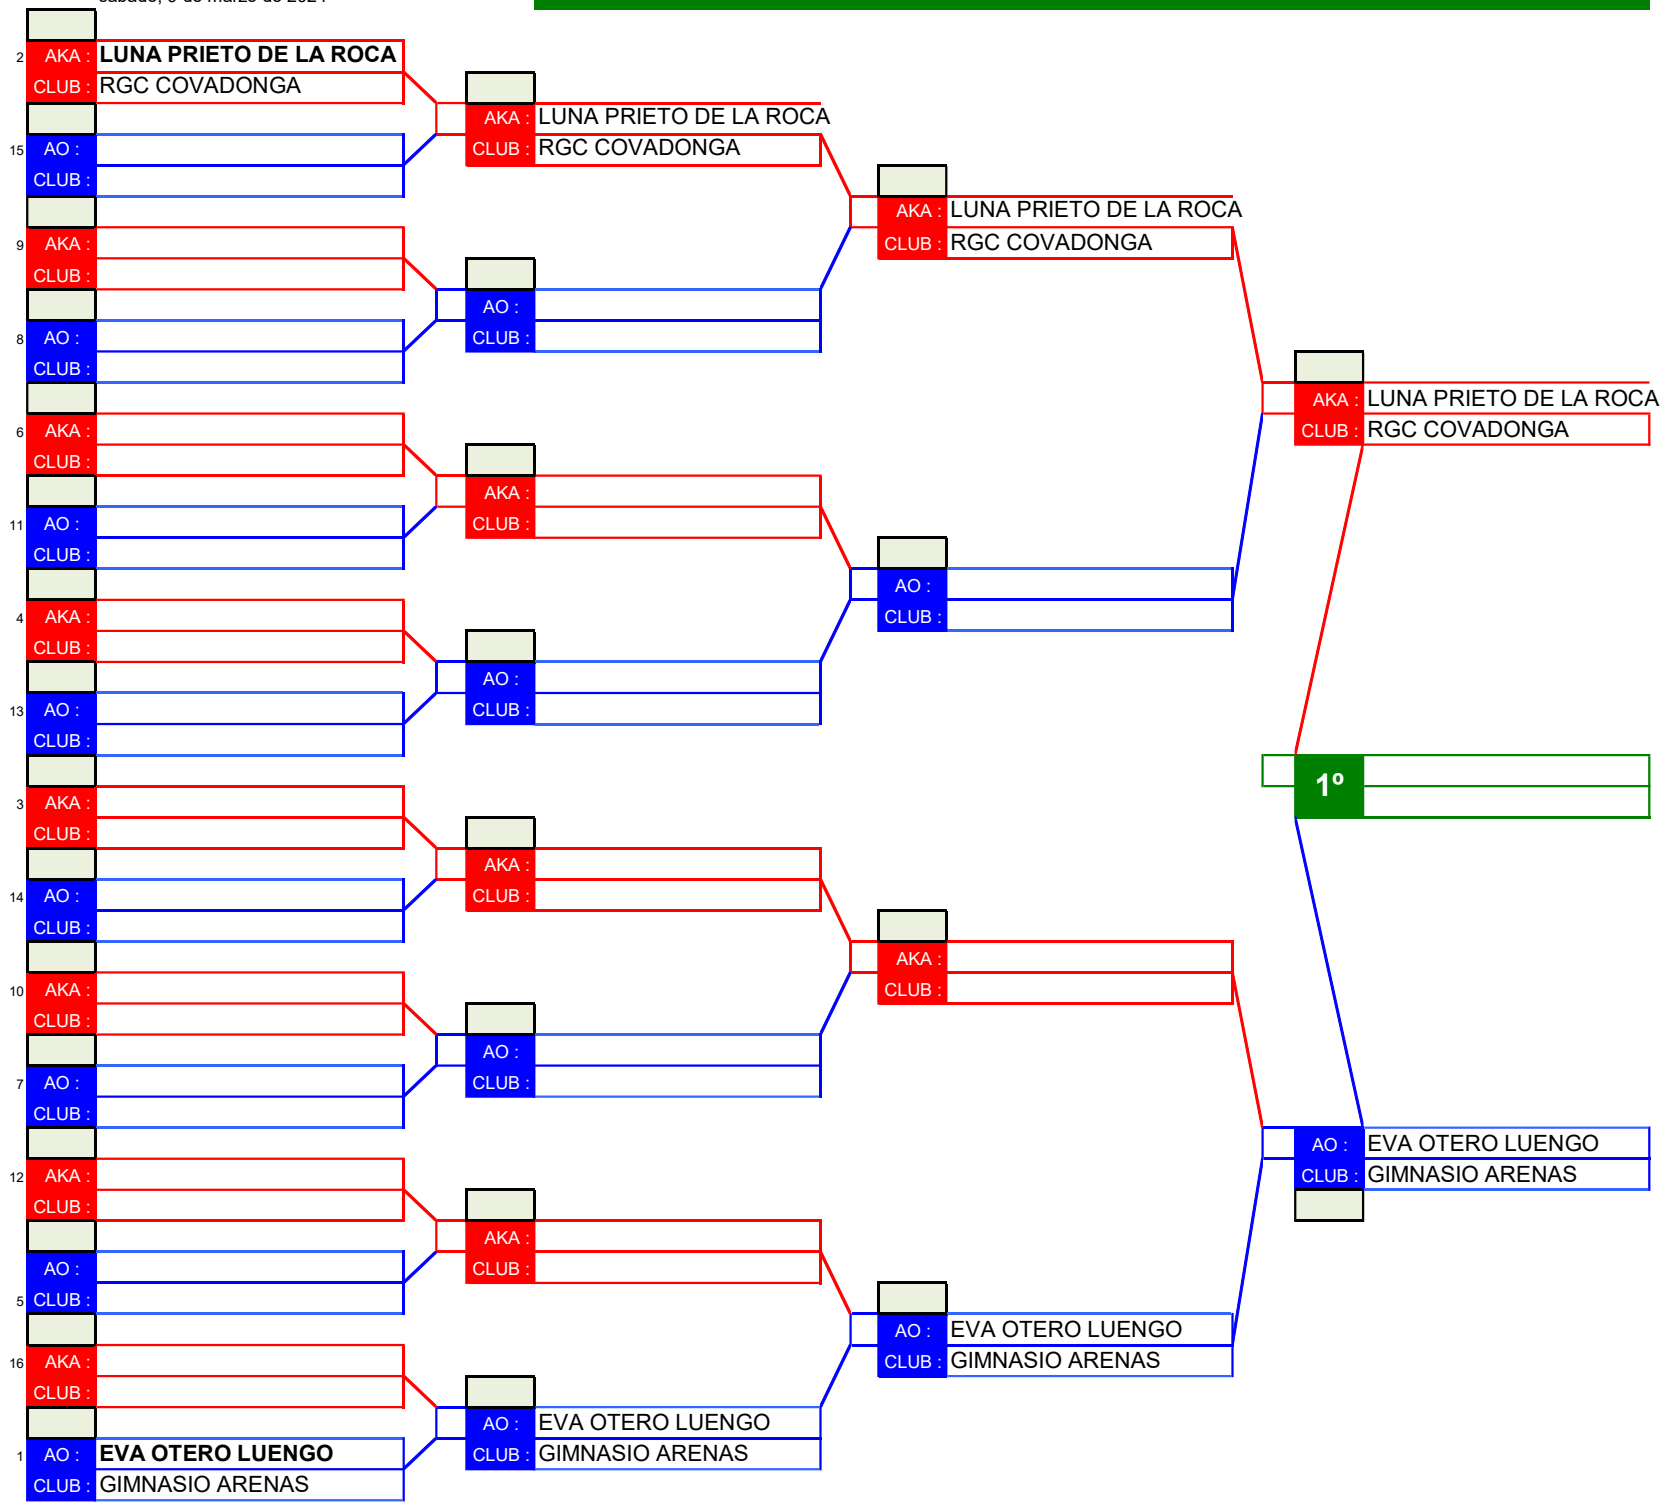 2 AKA : LUNA PRIETO DE LA ROCA
CLUB : RGC COVADONGA
15 AO :
CLUB :
9 AKA :
CLUB :
8 AO :
CLUB :
6 AKA :
CLUB :
11 AO :
CLUB :
4 AKA :
CLUB :
13 AO :
CLUB :
3 AKA :
CLUB :
14 AO :
CLUB :
10 AKA :
CLUB :
7 AO :
CLUB :
12 AKA :
CLUB :
AO :
5 CLUB :
16 AKA :
CLUB :
1 AO : EVA OTERO LUENGO
CLUB : GIMNASIO ARENAS
AKA : LUNA PRIETO DE LA ROCA
CLUB : RGC COVADONGA
AO :
CLUB :
AKA :
CLUB :
AO :
CLUB :
AKA :
CLUB :
AO :
CLUB :
AKA :
CLUB :
AO : EVA OTERO LUENGO
CLUB : GIMNASIO ARENAS
AKA : LUNA PRIETO DE LA ROCA
CLUB : RGC COVADONGA
AO :
CLUB :
AKA :
CLUB :
AO : EVA OTERO LUENGO
CLUB : GIMNASIO ARENAS
AKA : LUNA PRIETO DE LA ROCA
CLUB : RGC COVADONGA
1º
AO : EVA OTERO LUENGO
CLUB : GIMNASIO ARENAS